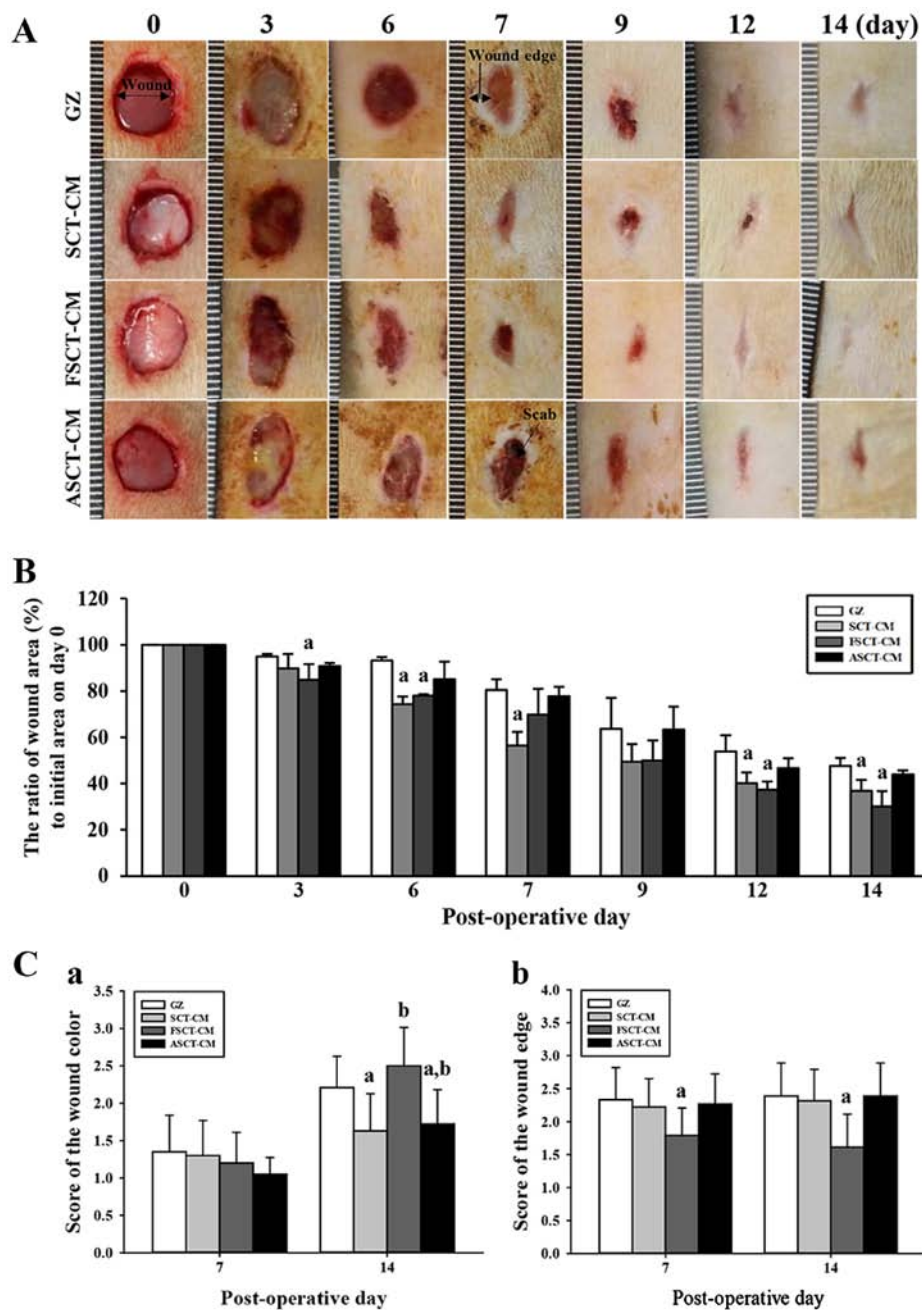 A
0 3 6 7 9 12 14 (day)
GZ
Wound
Wound edge
SCT-CM
FSCT-CM
ASCT-CM
Scab
B
The ratio of wound area (%)
to initial area on day 0
120
100
80
60
40
20
0
GZ
SCT-CM
FSCT-CM
ASCT-CM
a
a a
a
a a
a a
0 3 6 7 9 12 14
Post-operative day
C
a
Score of the wound color
3.5
3.0
2.5
2.0
1.5
1.0
0.5
0.0
GZ
SCT-CM
FSCT-CM
ASCT-CM
b
a
a,b
7 14
Post-operative day
b
Score of the wound edge
4.0
3.5
3.0
2.5
2.0
1.5
1.0
0.5
0.0
GZ
SCT-CM
FSCT-CM
ASCT-CM
a
a
7 14
Post-operative day